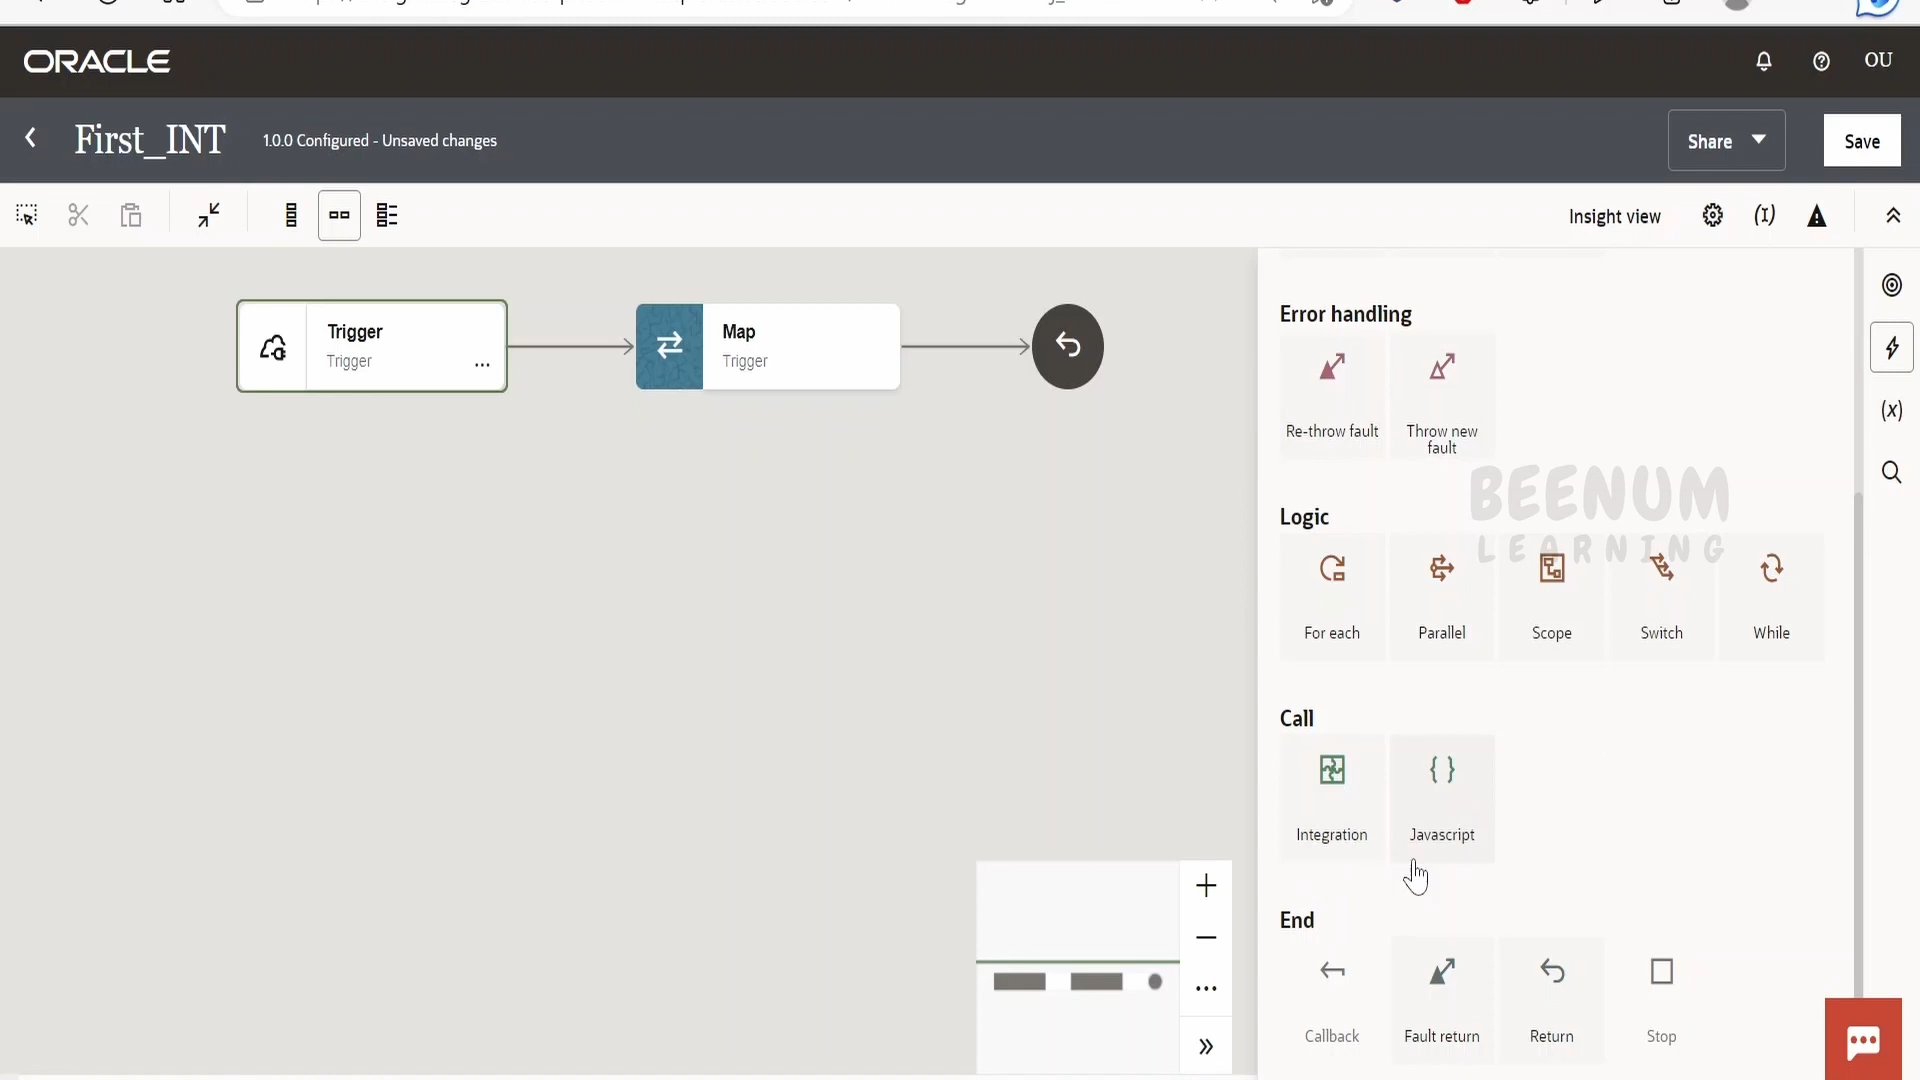 ORACLE
OU
First_INT
1.0.0 Configured - Unsaved changes
Share
Save
Insight view
(x)
Trigger
Trigger
...
Map
Trigger
Error handling
Re-throw fault
Throw new
fault
BEENUM
LEARNING
Logic
For each
Parallel
Scope
Switch
While
Call
Integration
Javascript
End
Callback
Fault return
Return
Stop